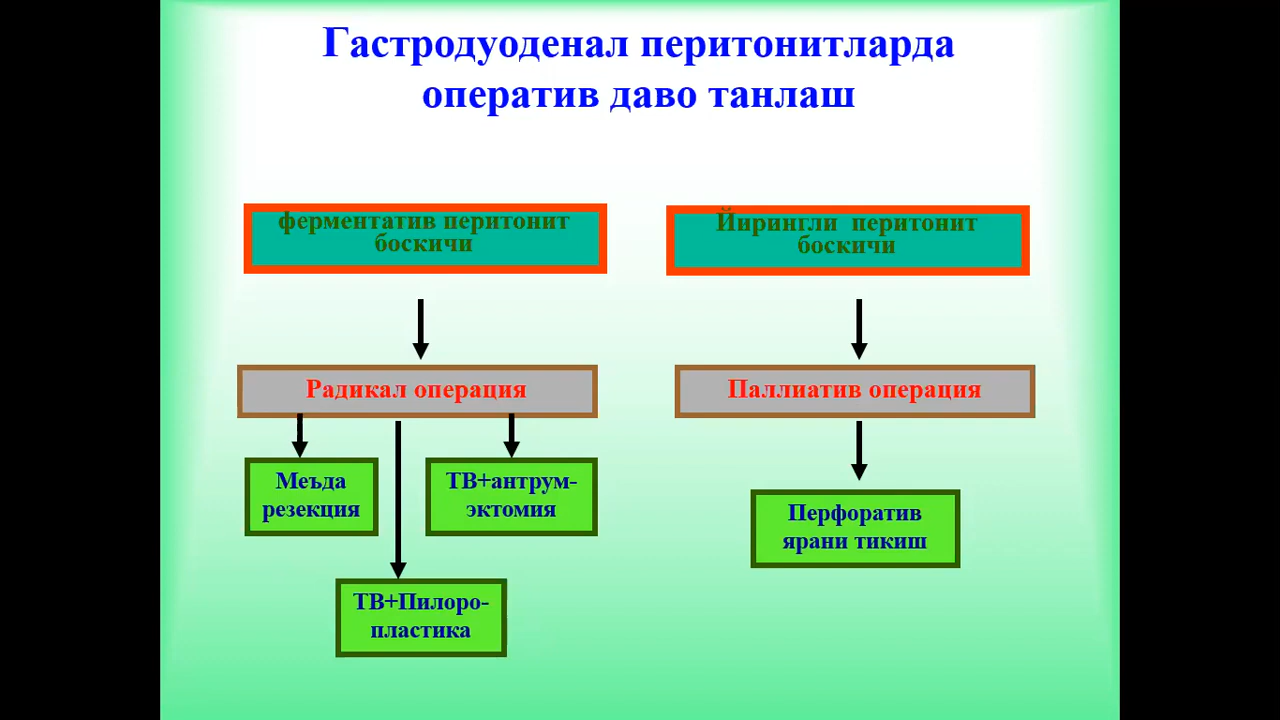 Гастродуоденал перитонитларда
оператив даво танлаш
ферментатив перитонит
боскичи
Йирингли перитонит
боскичи
Радикал операция
Паллиатив операция
Меъда
резекция
ТВ+антрум-
эктомия
Перфоратив
ярани тикиш
ТВ+Пилоро-
пластика